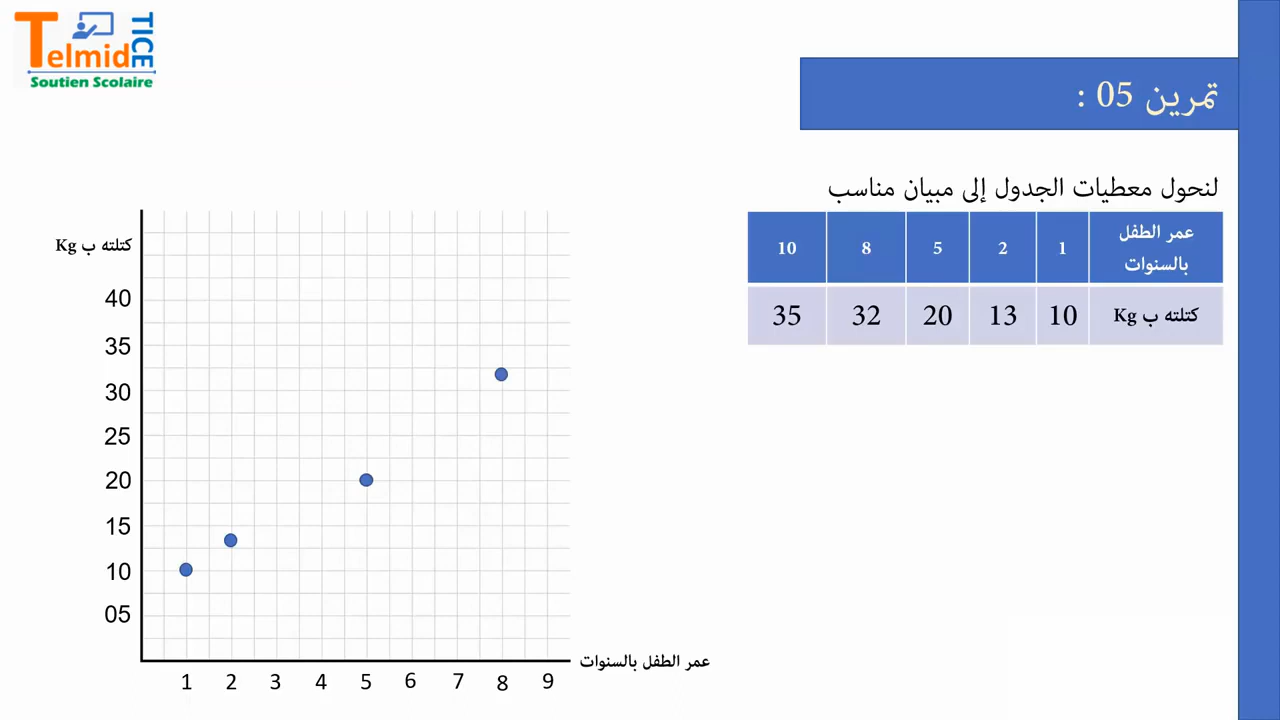 Telmid TICE
Soutien Scolaire
تمرين 05 :
لنحول معطيات الجدول إلى مبيان مناسب
عمر الطفل بالسنوات 1 2 5 8 10
كتلته ب Kg 10 13 20 32 35
كتلته ب Kg
40
35
30
25
20
15
10
05
1 2 3 4 5 6 7 8 9
عمر الطفل بالسنوات